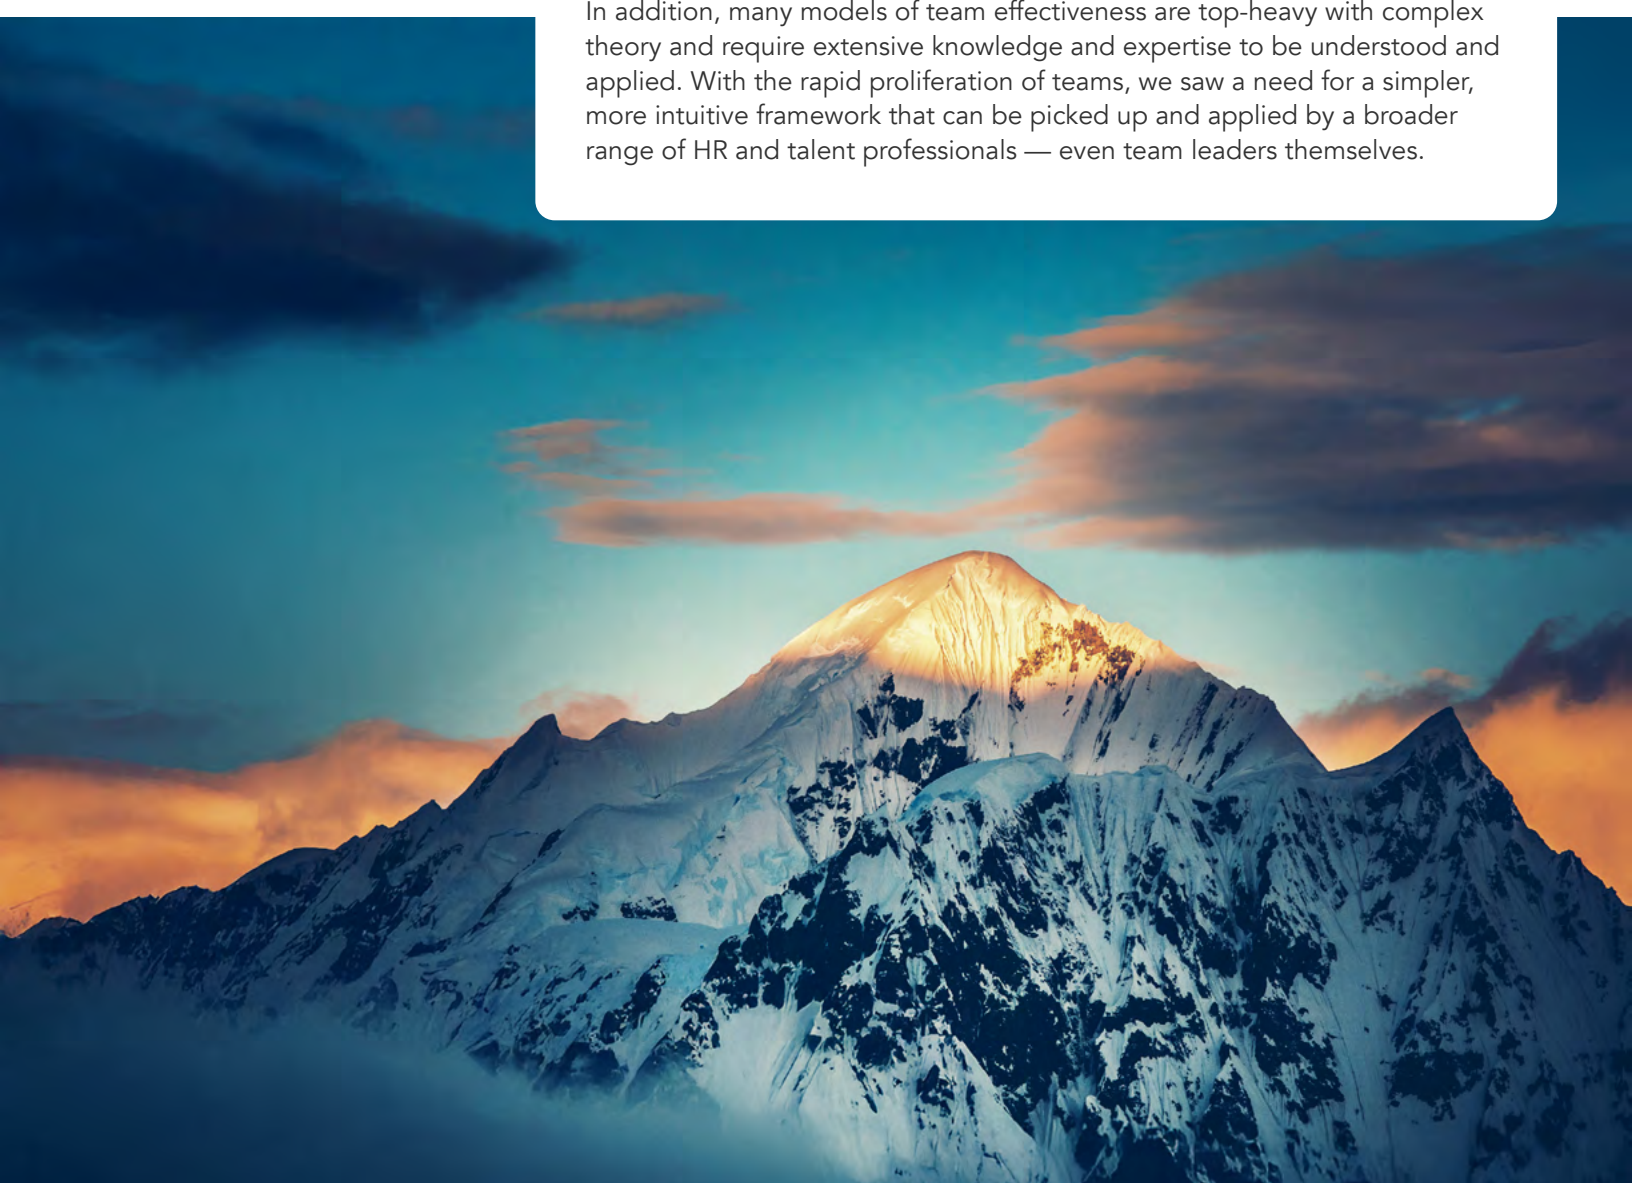 In addition, many models of team effectiveness are top-heavy with complex
theory and require extensive knowledge and expertise to be understood and
applied. With the rapid proliferation of teams, we saw a need for a simpler,
more intuitive framework that can be picked up and applied by a broader
range of HR and talent professionals — even team leaders themselves.